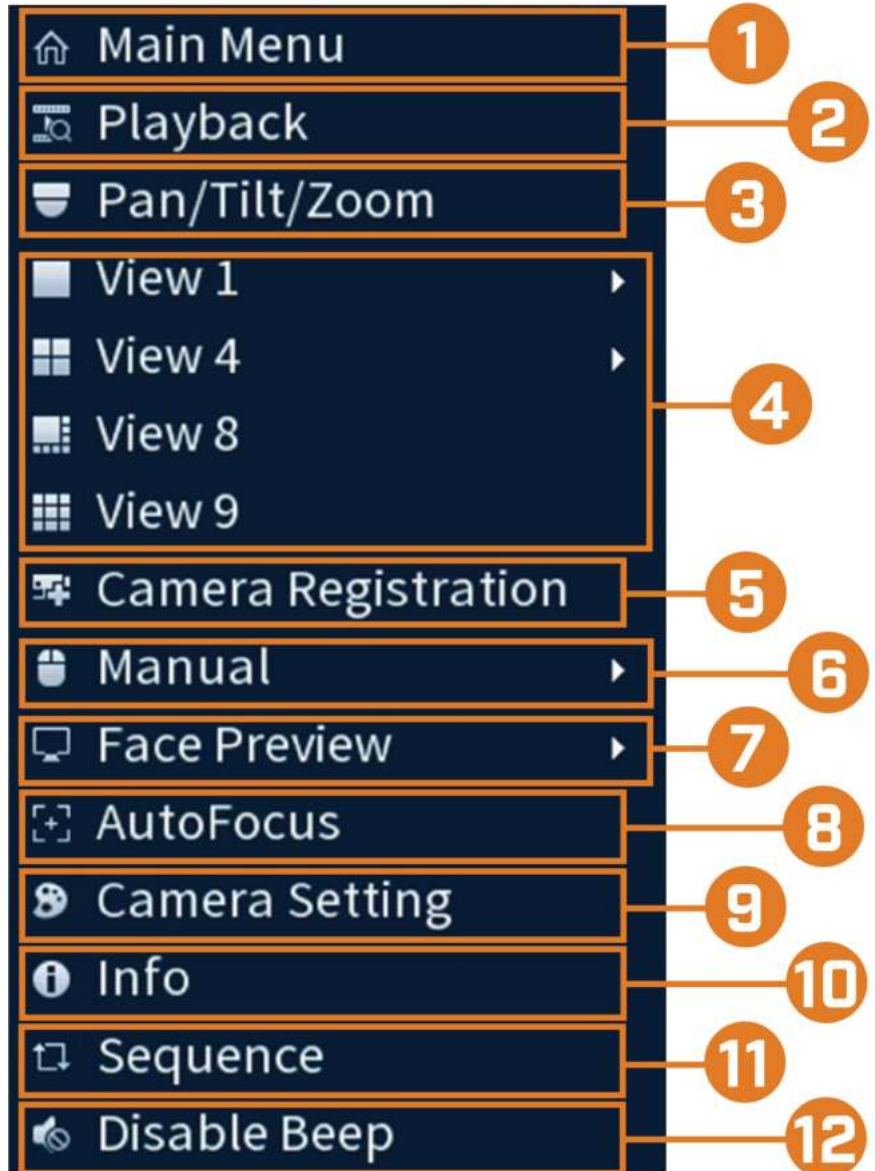 Main Menu 1
Playback 2
Pan/Tilt/Zoom 3
View 1
View 4
4
View 8
View 9
Camera Registration 5
Manual 6
Face Preview 7
AutoFocus 8
Camera Setting 9
Info 10
Sequence 11
Disable Beep 12